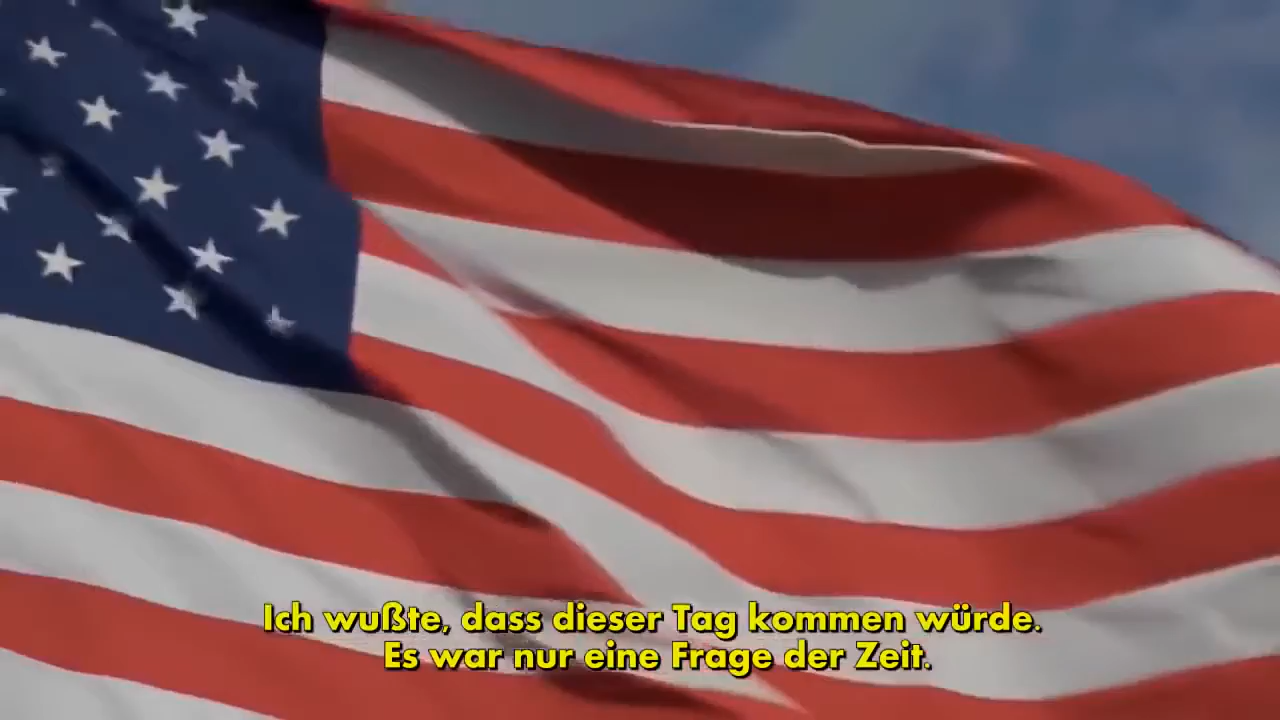 Ich wußte, dass dieser Tag kommen würde.
Es war nur eine Frage der Zeit.